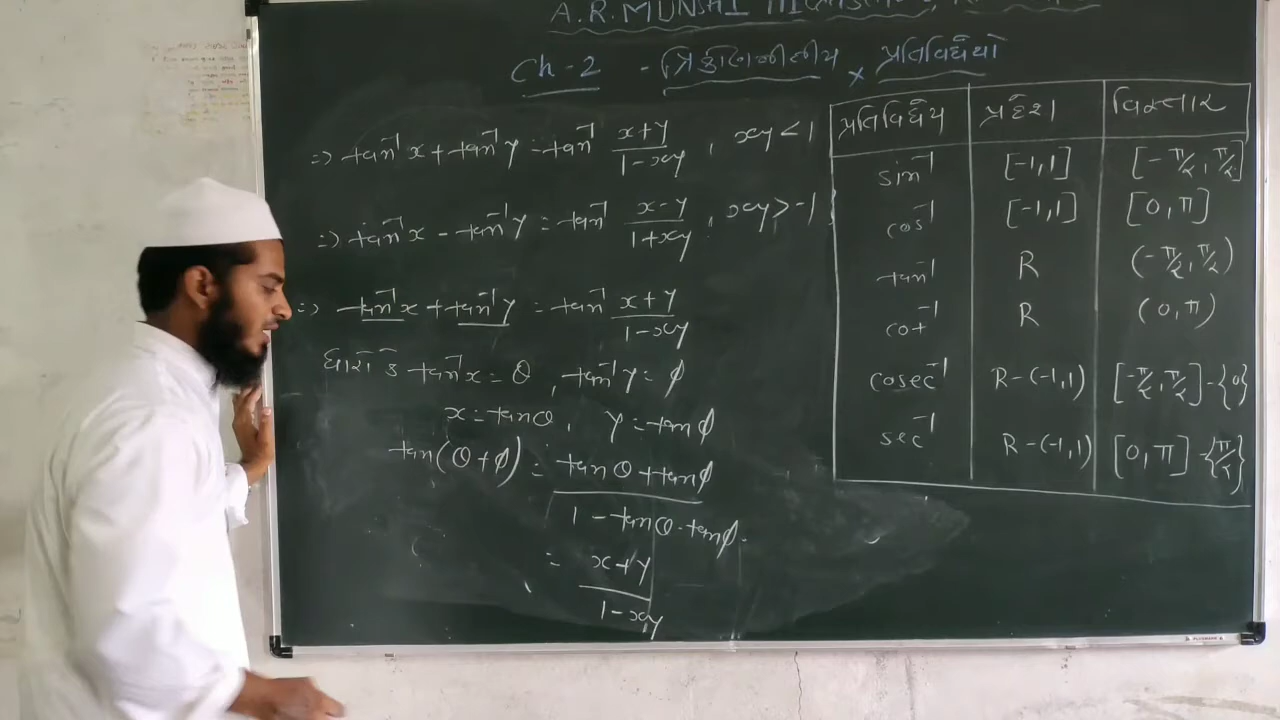 A.R. MUNSHI
Ch-2 - ત્રિકોણમિતીય પ્રતિવિધેયો
⇒ tan⁻¹x + tan⁻¹y = tan⁻¹ (x+y)/(1-xy) , xy < 1
⇒ tan⁻¹x - tan⁻¹y = tan⁻¹ (x-y)/(1+xy) , xy > -1
⇒ tan⁻¹x + tan⁻¹y = tan⁻¹ (x+y)/(1-xy)
ધારો કે tan⁻¹x = θ , tan⁻¹y = ϕ
x = tanθ , y = tanϕ
tan(θ+ϕ) = (tanθ + tanϕ)/(1 - tanθ·tanϕ)
= (x+y)/(1-xy)
પ્રતિવિધેય પ્રદેશ વિસ્તાર
sin⁻¹ [-1,1] [-π/2, π/2]
cos⁻¹ [-1,1] [0, π]
tan⁻¹ R (-π/2, π/2)
cot⁻¹ R (0, π)
cosec⁻¹ R-(-1,1) [-π/2, π/2]-{0}
sec⁻¹ R-(-1,1) [0, π]-{π/2}